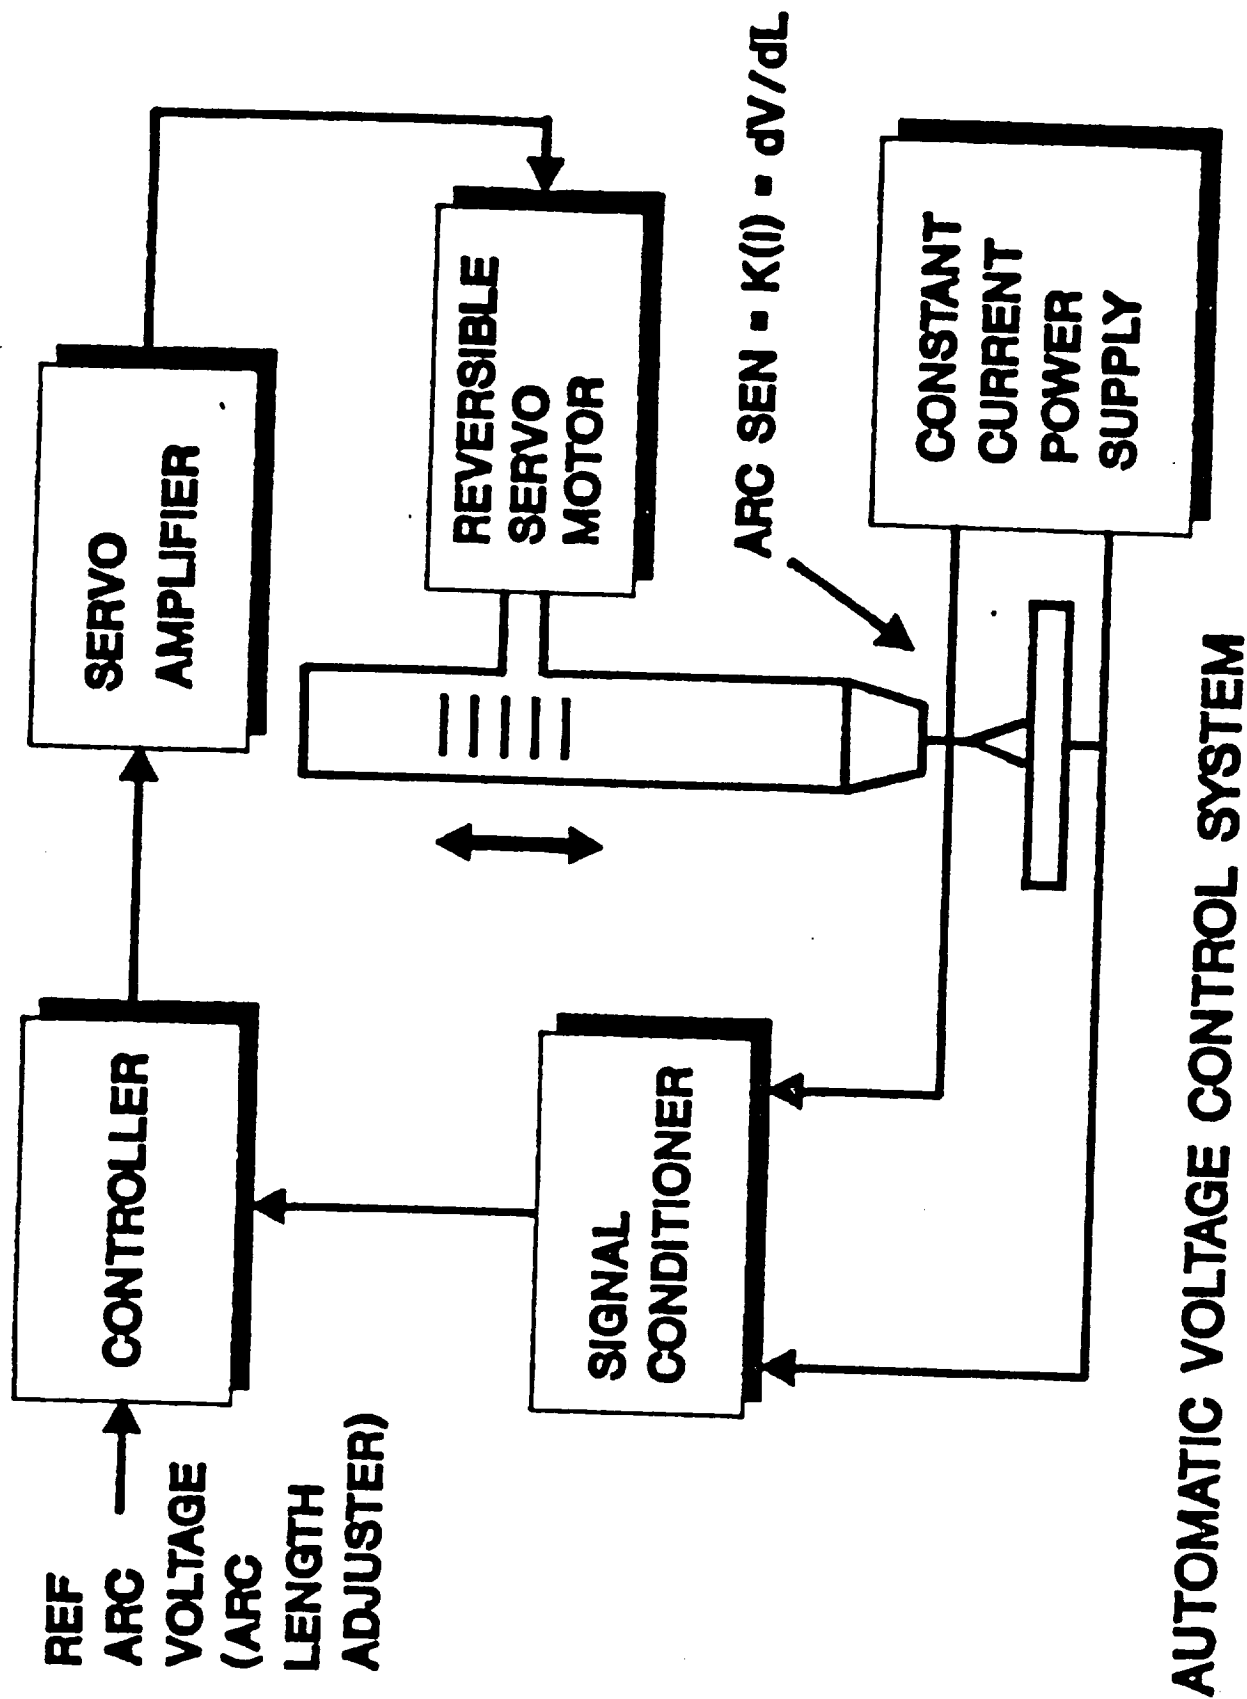 REF
ARC
VOLTAGE
(ARC
LENGTH
ADJUSTER)
CONTROLLER
SERVO
AMPLIFIER
REVERSIBLE
SERVO
MOTOR
SIGNAL
CONDITIONER
ARC SEN = K(I) = dV/dL
CONSTANT
CURRENT
POWER
SUPPLY
AUTOMATIC VOLTAGE CONTROL SYSTEM